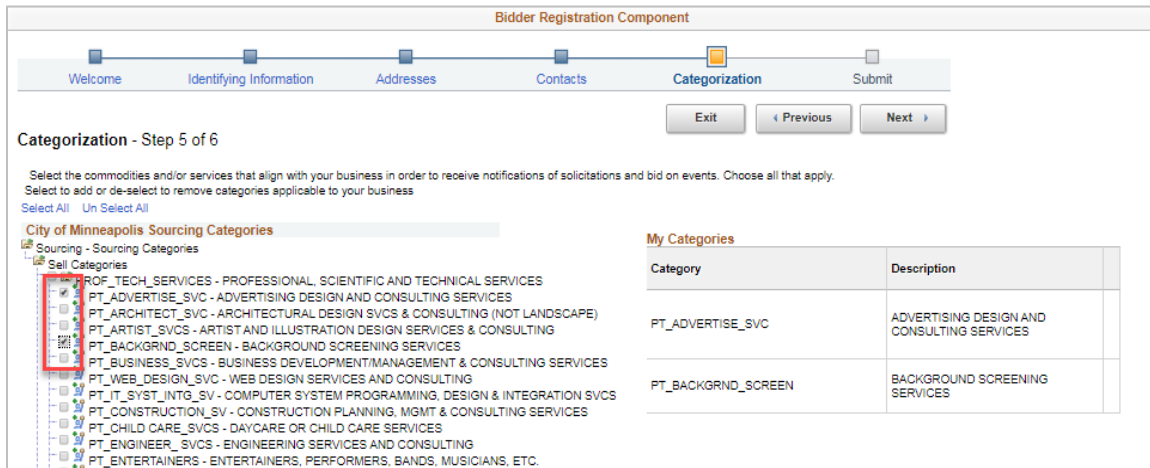 Bidder Registration Component
Welcome Identifying Information Addresses Contacts Categorization Submit
Exit Previous Next
Categorization - Step 5 of 6
Select the commodities and/or services that align with your business in order to receive notifications of solicitations and bid on events. Choose all that apply.
Select to add or de-select to remove categories applicable to your business
Select All Un Select All
City of Minneapolis Sourcing Categories
Sourcing - Sourcing Categories
Sell Categories
PROF_TECH_SERVICES - PROFESSIONAL, SCIENTIFIC AND TECHNICAL SERVICES
PT_ADVERTISE_SVC - ADVERTISING DESIGN AND CONSULTING SERVICES
PT_ARCHITECT_SVC - ARCHITECTURAL DESIGN SVCS & CONSULTING (NOT LANDSCAPE)
PT_ARTIST_SVCS - ARTIST AND ILLUSTRATION DESIGN SERVICES & CONSULTING
PT_BACKGRND_SCREEN - BACKGROUND SCREENING SERVICES
PT_BUSINESS_SVCS - BUSINESS DEVELOPMENT/MANAGEMENT & CONSULTING SERVICES
PT_WEB_DESIGN_SVC - WEB DESIGN SERVICES AND CONSULTING
PT_IT_SYST_INTG_SV - COMPUTER SYSTEM PROGRAMMING, DESIGN & INTEGRATION SVCS
PT_CONSTRUCTION_SV - CONSTRUCTION PLANNING, MGMT & CONSULTING SERVICES
PT_CHILD CARE_SVCS - DAYCARE OR CHILD CARE SERVICES
PT_ENGINEER_ SVCS - ENGINEERING SERVICES AND CONSULTING
PT_ENTERTAINERS - ENTERTAINERS, PERFORMERS, BANDS, MUSICIANS, ETC.
My Categories
Category Description
PT_ADVERTISE_SVC ADVERTISING DESIGN AND
CONSULTING SERVICES
PT_BACKGRND_SCREEN BACKGROUND SCREENING
SERVICES